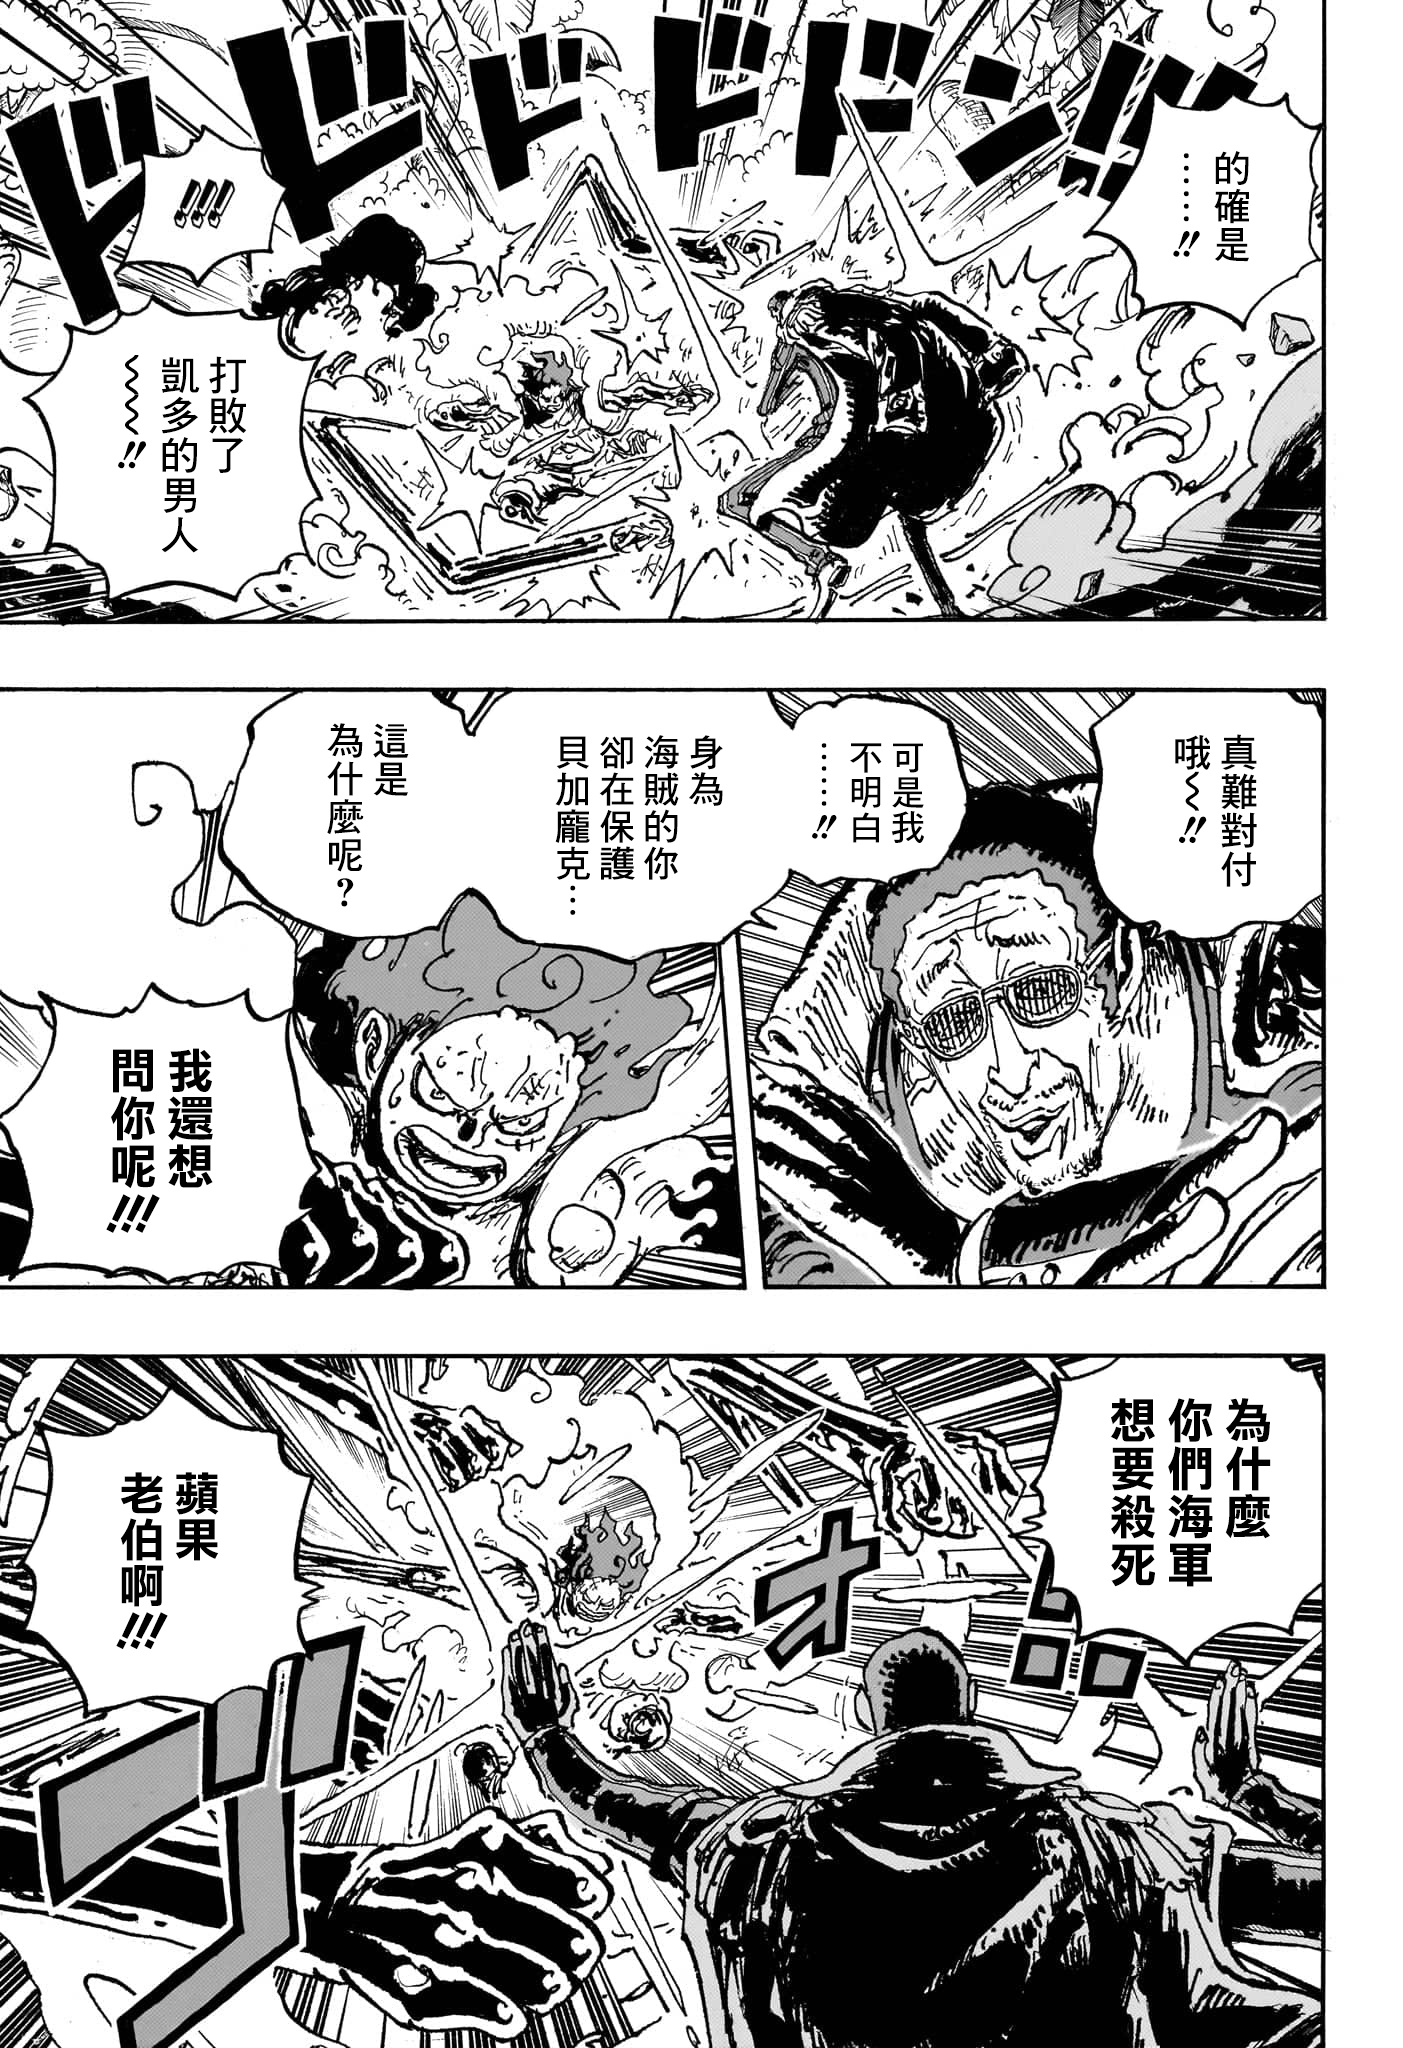 ドドドドドン!!
的確是
……!!
!!!!
打敗了
凱多的男人
〜〜〜!!
真難對付
哦〜!!
可是我
不明白
……!!
身為
海賊的你
卻在保護
貝加龐克…
這是
為什麼呢?
我還想
問你呢!!!
為什麼
你們海軍
想要殺死
蘋果
老伯啊!!!
ゴオ